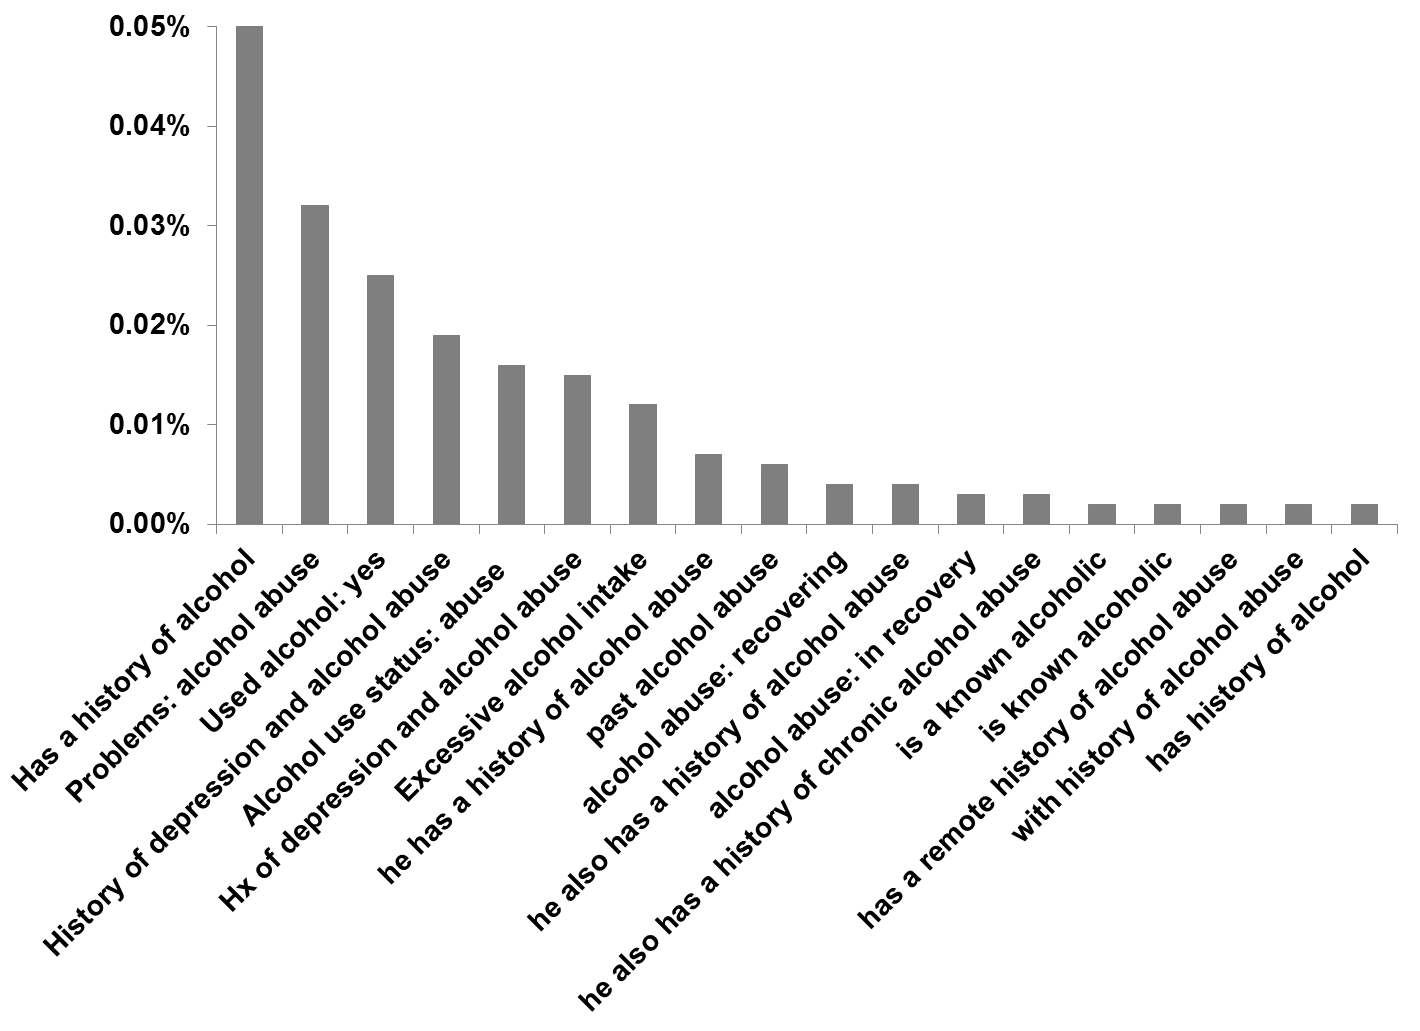 0.05%
0.04%
0.03%
0.02%
0.01%
0.00%
Has a history of alcohol
Problems: alcohol abuse
Used alcohol: yes
History of depression and alcohol abuse
Alcohol use status: abuse
Hx of depression and alcohol abuse
Excessive alcohol intake
he has a history of alcohol abuse
past alcohol abuse
alcohol abuse: recovering
he also has a history of alcohol abuse
alcohol abuse: in recovery
he also has a history of chronic alcohol abuse
is a known alcoholic
is known alcoholic
has a remote history of alcohol abuse
with history of alcohol abuse
has history of alcohol